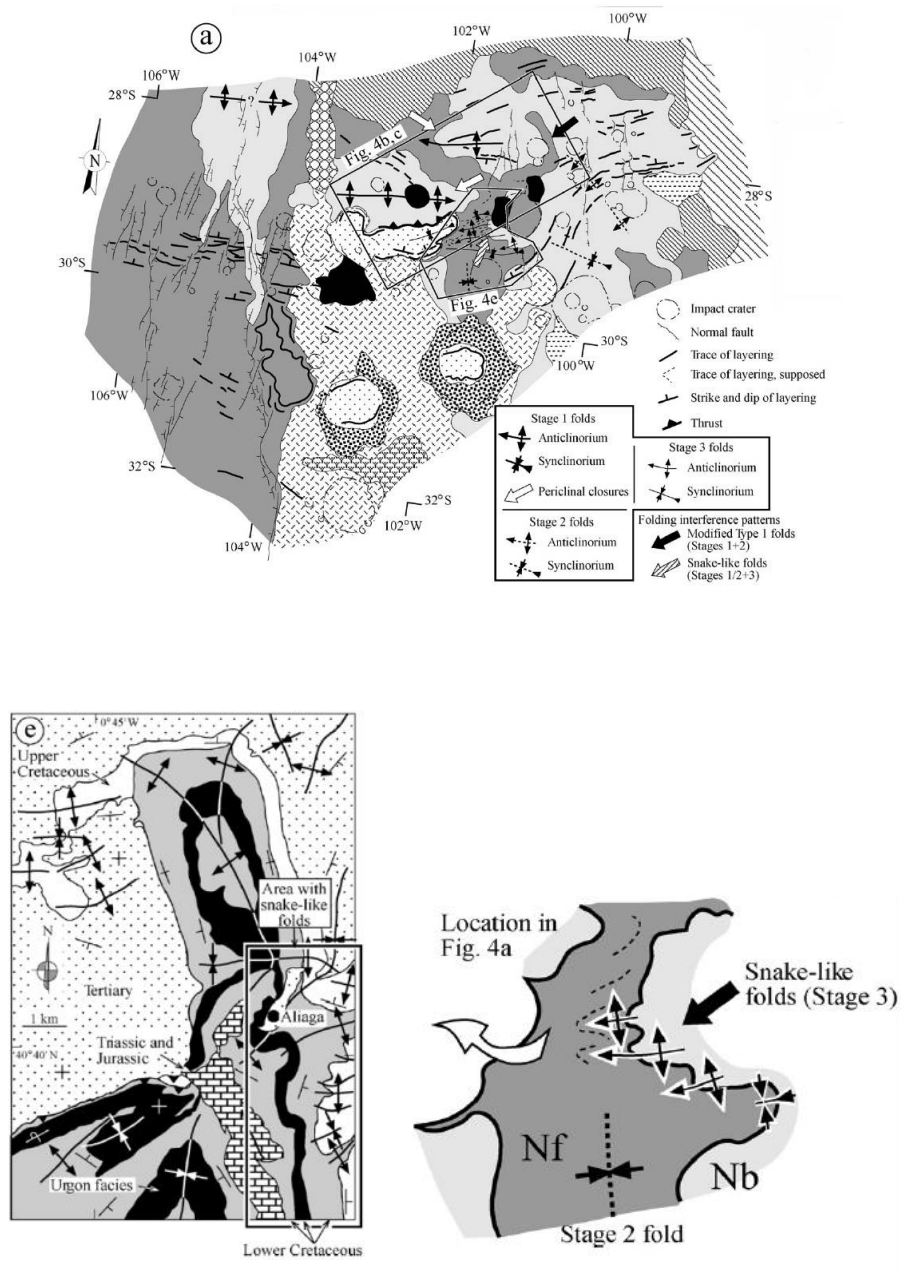 a
100°W
102°W
104°W
106°W
28°S
?
Fig. 4b,c
N
28°S
30°S
Fig. 4e
30°S
100°W
106°W
32°S
32°S
102°W
104°W
Impact crater
Normal fault
Trace of layering
Trace of layering, supposed
Strike and dip of layering
Thrust
Stage 1 folds
Anticlinorium
Synclinorium
Periclinal closures
Stage 2 folds
Anticlinorium
Synclinorium
Stage 3 folds
Anticlinorium
Synclinorium
Folding interference patterns
Modified Type 1 folds
(Stages 1+2)
Snake-like folds
(Stages 1/2+3)
e
0°45' W
Upper
Cretaceous
Area with
snake-like
folds
N
Tertiary
1 km
Aliaga
Triassic and
Jurassic
40°40' N
Urgon facies
Lower Cretaceous
Location in
Fig. 4a
Snake-like
folds (Stage 3)
Nf
Nb
Stage 2 fold